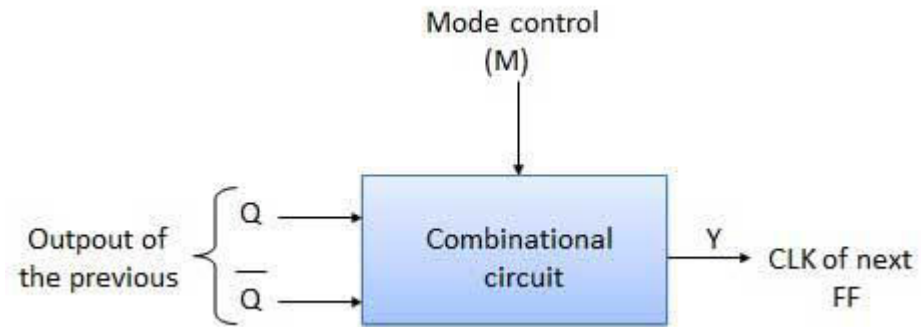 Mode control
(M)
Q
Outpout of
the previous
Q̅
Combinational
circuit
Y
CLK of next
FF